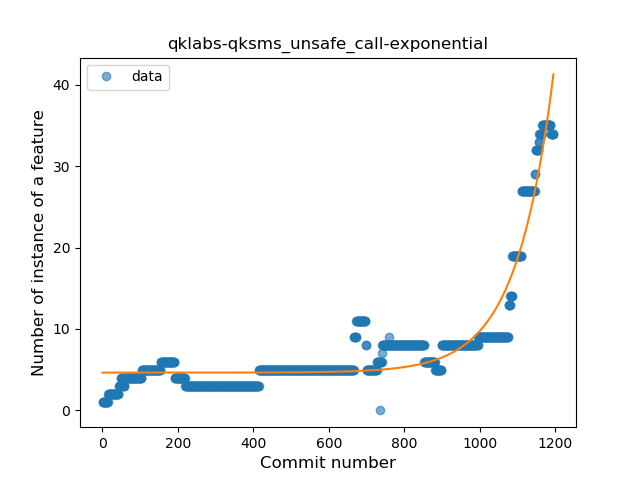 qklabs-qksms_unsafe_call-exponential
data
Number of instance of a feature
40
30
20
10
0
0 200 400 600 800 1000 1200
Commit number